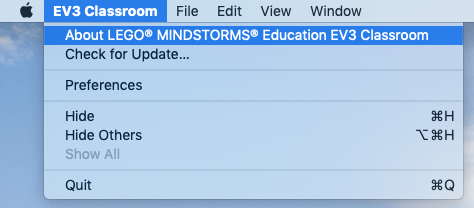 EV3 Classroom File Edit View Window
About LEGO® MINDSTORMS® Education EV3 Classroom
Check for Update...
Preferences
Hide ⌘H
Hide Others ⌥⌘H
Show All
Quit ⌘Q